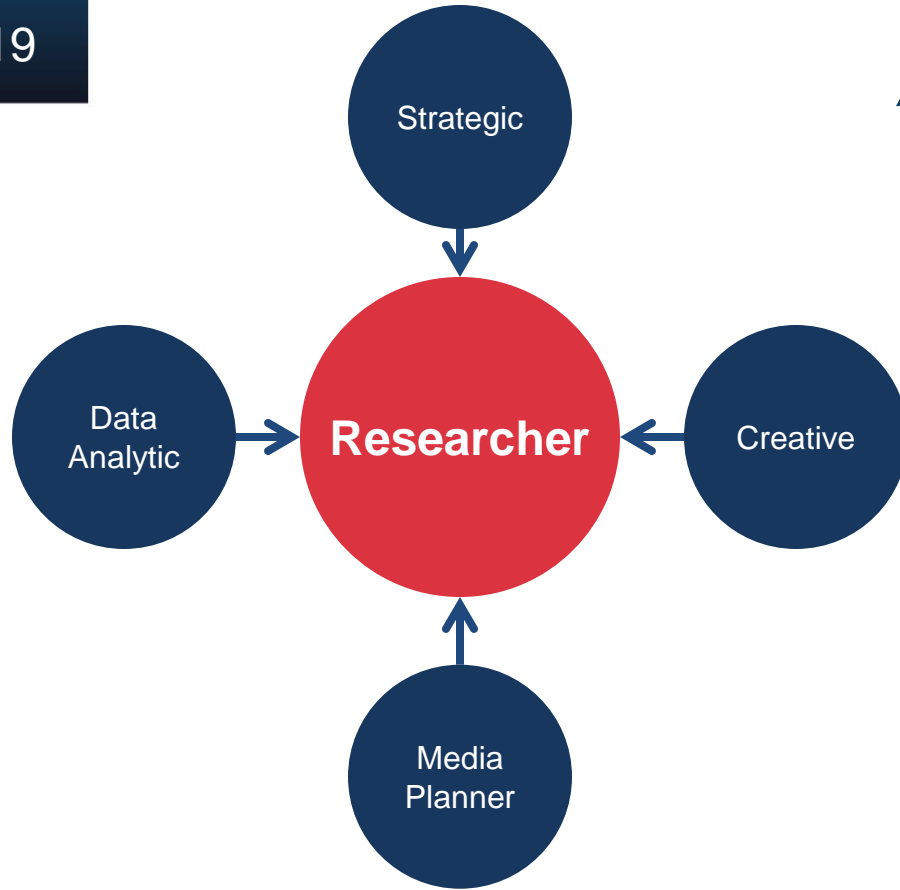 19
Strategic
Data
Analytic
Researcher
Creative
Media
Planner